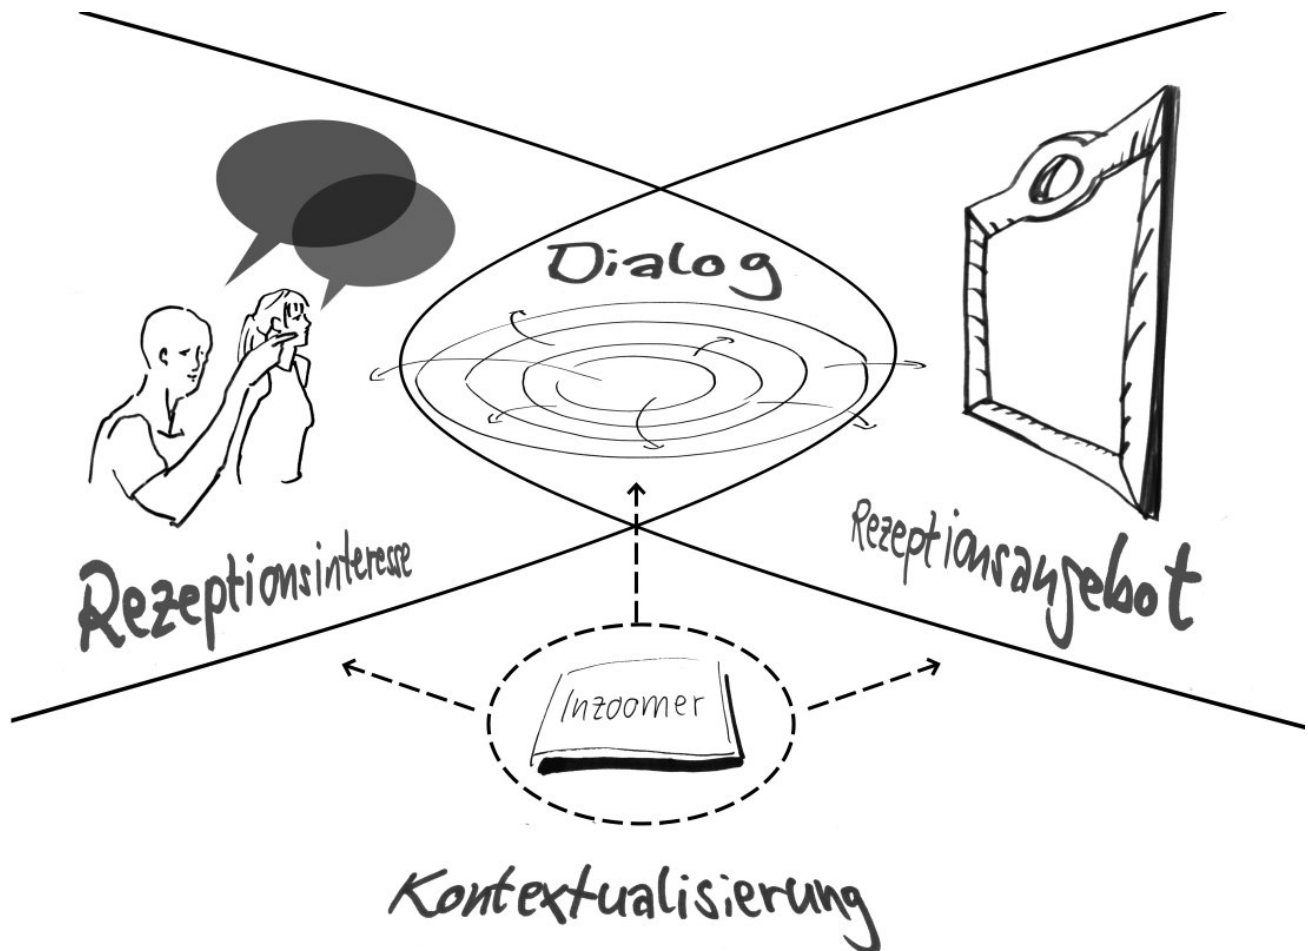 Dialog
Rezeptionsinteresse
Rezeptionsangebot
Inzoomer
Kontextualisierung